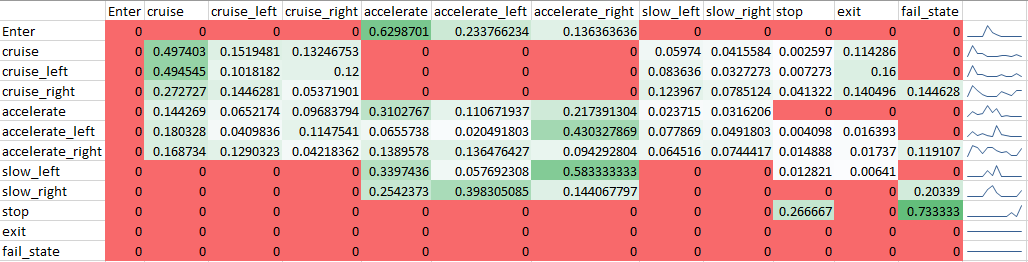 Enter cruise cruise_left cruise_right accelerate accelerate_left accelerate_right slow_left slow_right stop exit fail_state
Enter 0 0 0 0 0.6298701 0.233766234 0.136363636 0 0 0 0 0
cruise 0 0.497403 0.1519481 0.13246753 0 0 0 0.05974 0.0415584 0.002597 0.114286 0
cruise_left 0 0.494545 0.1018182 0.12 0 0 0 0.083636 0.0327273 0.007273 0.16 0
cruise_right 0 0.272727 0.1446281 0.05371901 0 0 0 0.123967 0.0785124 0.041322 0.140496 0.144628
accelerate 0 0.144269 0.0652174 0.09683794 0.3102767 0.110671937 0.217391304 0.023715 0.0316206 0 0 0
accelerate_left 0 0.180328 0.0409836 0.1147541 0.0655738 0.020491803 0.430327869 0.077869 0.0491803 0.004098 0.016393 0
accelerate_right 0 0.168734 0.1290323 0.04218362 0.1389578 0.136476427 0.094292804 0.064516 0.0744417 0.014888 0.01737 0.119107
slow_left 0 0 0 0 0.3397436 0.057692308 0.583333333 0 0 0.012821 0.00641 0
slow_right 0 0 0 0 0.2542373 0.398305085 0.144067797 0 0 0 0 0.20339
stop 0 0 0 0 0 0 0 0 0 0.266667 0 0.733333
exit 0 0 0 0 0 0 0 0 0 0 0 0
fail_state 0 0 0 0 0 0 0 0 0 0 0 0